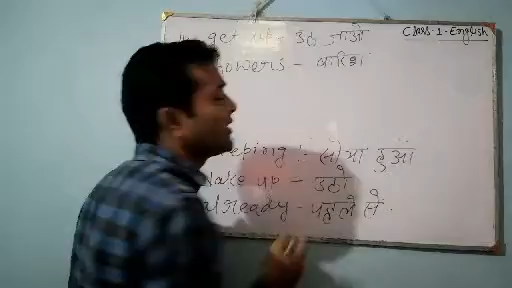 Class-1-English
get up - उठ जाओ
showers - बारिश
sleeping :- सोया हुआ
Wake up - उठो
already - पहले से.